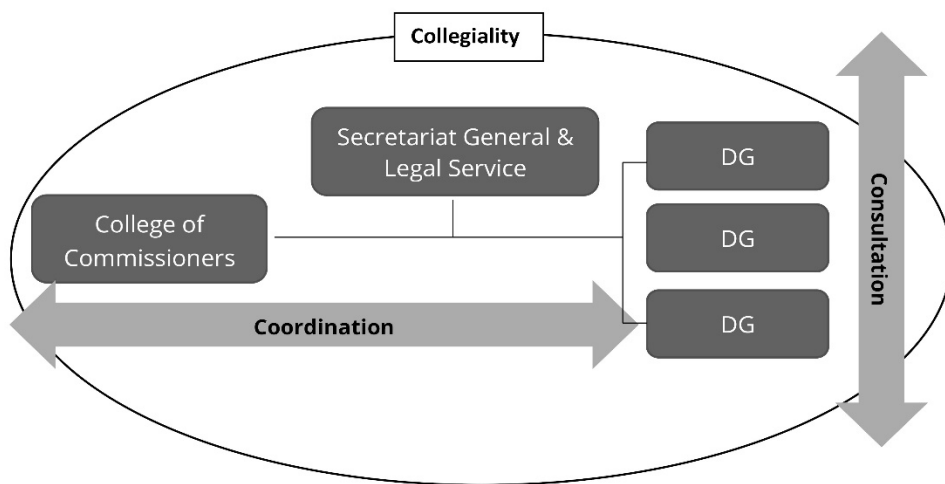 Collegiality
Secretariat General &
Legal Service
College of
Commissioners
DG
DG
DG
Coordination
Consultation